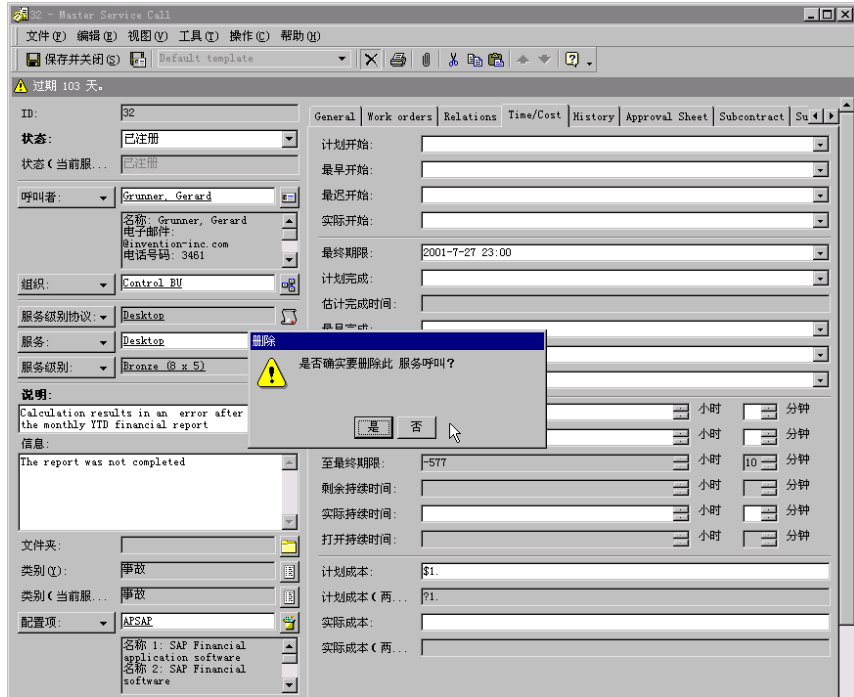 32 - Master Service Call
文件(F) 编辑(E) 视图(V) 工具(T) 操作(C) 帮助(H)
保存并关闭(S) Default template
过期 103 天。
ID: 32
状态: 已注册
状态(当前服... 已注册
呼叫者: Grunner, Gerard
名称: Grunner, Gerard
电子邮件:
@invention-inc.com
电话号码: 3461
组织: Control BU
服务级别协议: Desktop
服务: Desktop
服务级别: Bronze (8 x 5)
说明:
Calculation results in an error after
the monthly YTD financial report
信息:
The report was not completed
文件夹:
类别(Y): 事故
类别(当前服... 事故
配置项: APSAP
名称 1: SAP Financial
application software
名称 2: SAP Financial
software
General Work orders Relations Time/Cost History Approval Sheet Subcontract Su
计划开始:
最早开始:
最迟开始:
实际开始:
最终期限: 2001-7-27 23:00
计划完成:
估计完成时间:
删除
是否确实要删除此 服务呼叫?
是 否
小时 分钟
小时 分钟
至最终期限: -577 小时 10 分钟
剩余持续时间: 小时 分钟
实际持续时间: 小时 分钟
打开持续时间: 小时 分钟
计划成本: $1.
计划成本(两... ?1.
实际成本:
实际成本(两...